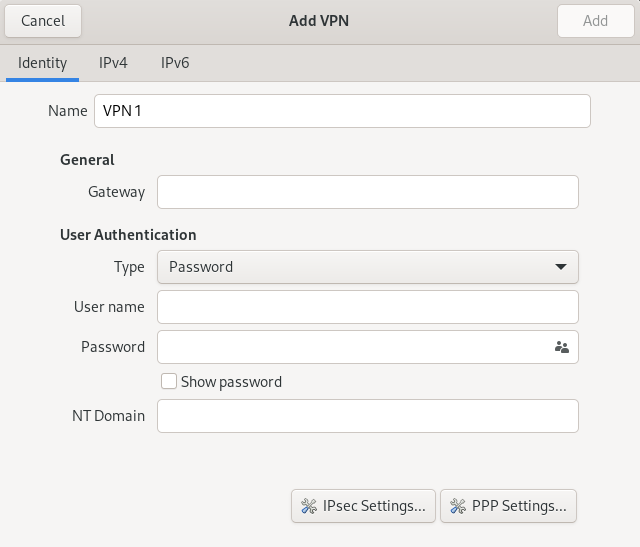 Cancel Add VPN Add
Identity IPv4 IPv6
Name VPN 1
General
Gateway
User Authentication
Type Password
User name
Password
Show password
NT Domain
IPsec Settings... PPP Settings...